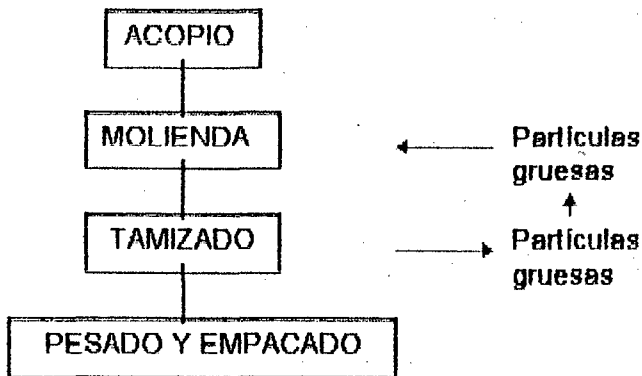 ACOPIO
MOLIENDA
Partículas
gruesas
TAMIZADO
Partículas
gruesas
PESADO Y EMPACADO